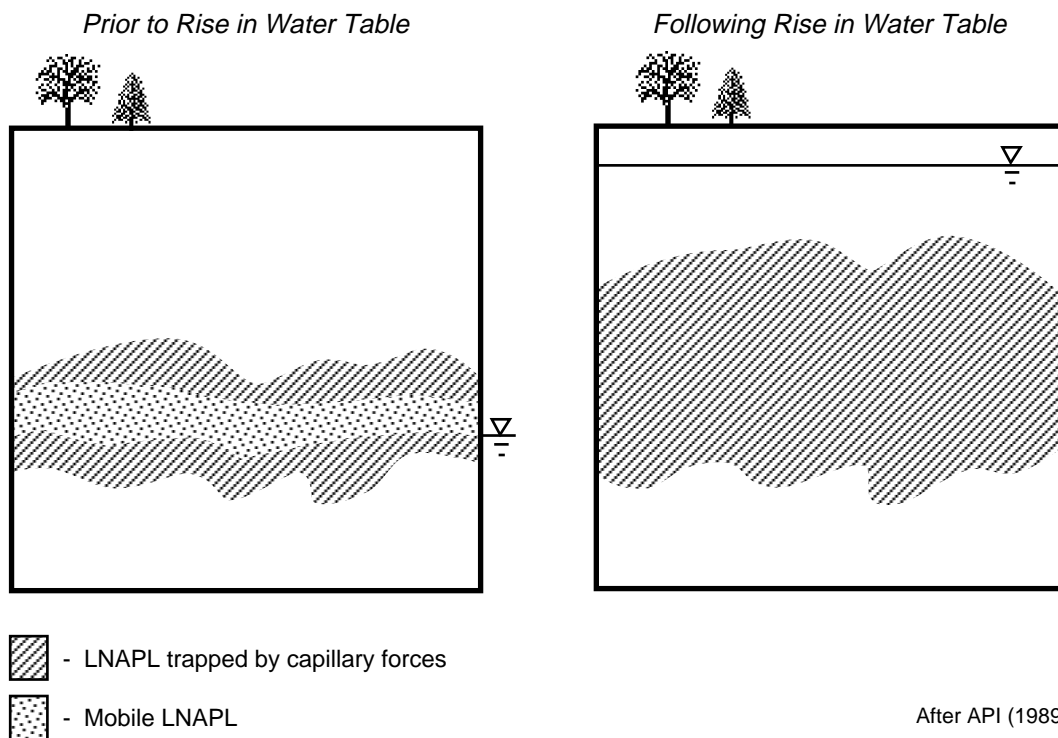 Prior to Rise in Water Table
Following Rise in Water Table
- LNAPL trapped by capillary forces
- Mobile LNAPL
After API (1989